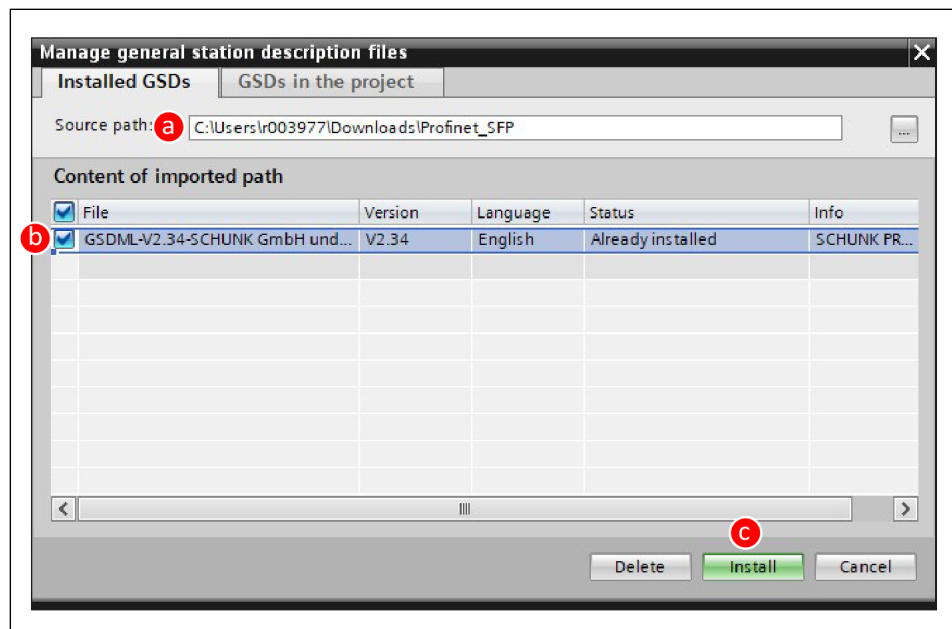 Manage general station description files
Installed GSDs GSDs in the project
Source path: a C:\Users\r003977\Downloads\Profinet_SFP ...
Content of imported path
File Version Language Status Info
b GSDML-V2.34-SCHUNK GmbH und... V2.34 English Already installed SCHUNK PR...
c
Delete Install Cancel